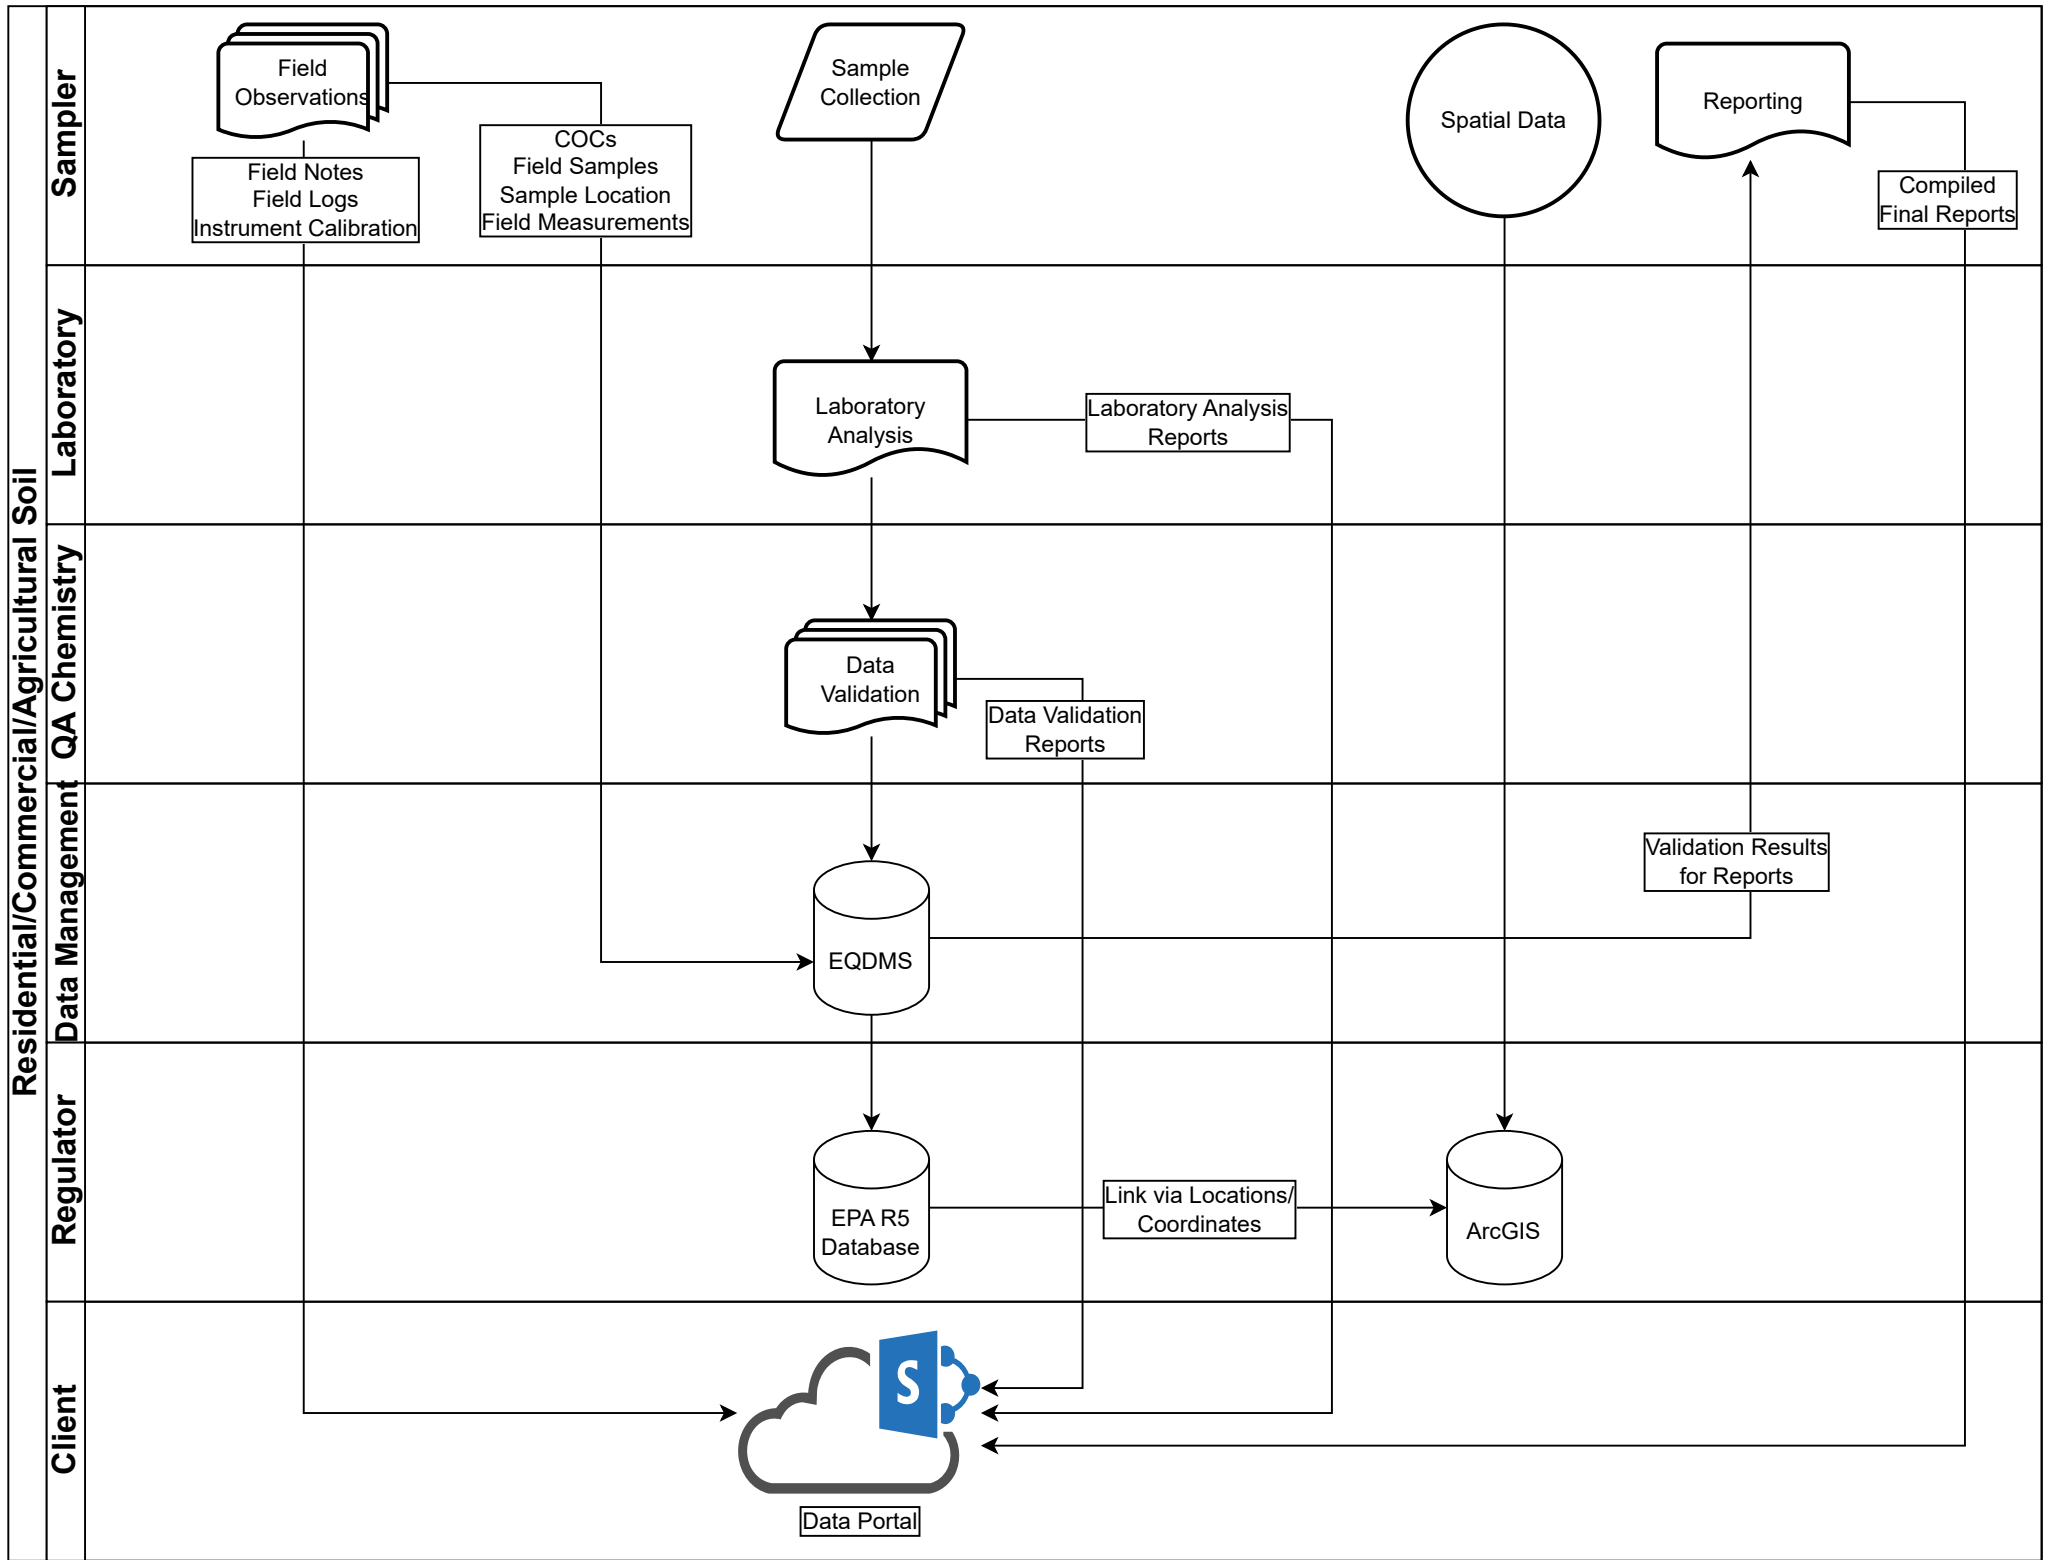 Residential/Commercial/Agricultural Soil
Sampler
Field
Observations
Sample
Collection
Spatial Data
Reporting
Field Notes
Field Logs
Instrument Calibration
COCs
Field Samples
Sample Location
Field Measurements
Compiled
Final Reports
Laboratory
Laboratory
Analysis
Laboratory Analysis
Reports
QA Chemistry
Data
Validation
Data Validation
Reports
Data Management
EQDMS
Validation Results
for Reports
Regulator
EPA R5
Database
Link via Locations/
Coordinates
ArcGIS
Client
S
Data Portal